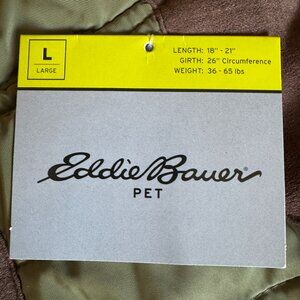 L
LARGE
LENGTH: 18" - 21"
GIRTH: 26" Circumference
WEIGHT: 36 - 65 lbs
Eddie Bauer®
PET